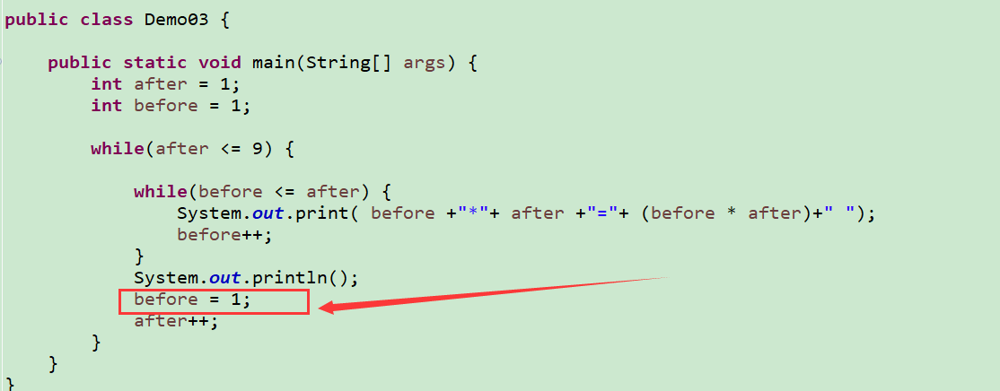 public class Demo03 {
public static void main(String[] args) {
int after = 1;
int before = 1;
while(after <= 9) {
while(before <= after) {
System.out.print( before +"*"+ after +"="+ (before * after)+" ");
before++;
}
System.out.println();
before = 1;
after++;
}
}
}